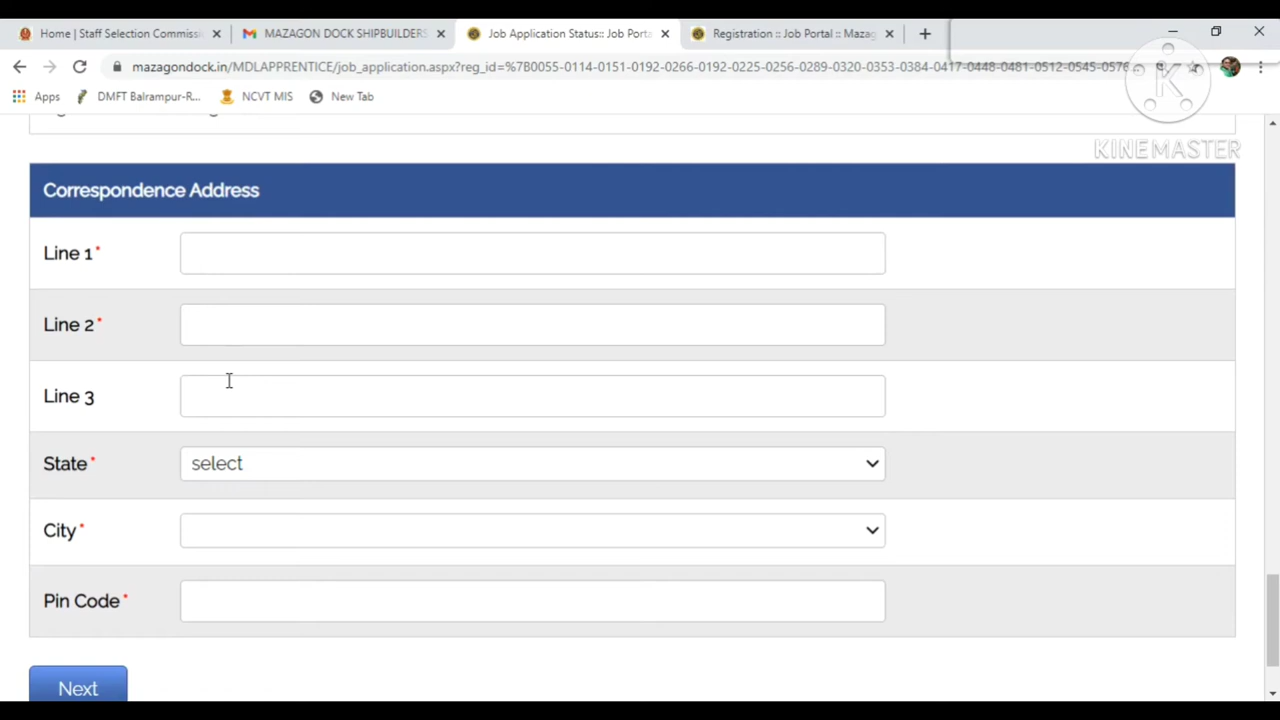 Home | Staff Selection Commissi
MAZAGON DOCK SHIPBUILDERS
Job Application Status:: Job Porta
Registration :: Job Portal :: Mazag
mazagondock.in/MDLAPPRENTICE/job_application.aspx?reg_id=%7B0055-0114-0151-0192-0266-0192-0225-0256-0289-0320-0353-0384-0417-0448-0481-0512-0545-0576
Apps
DMFT Balrampur-R...
NCVT MIS
New Tab
KINEMASTER
Correspondence Address
Line 1*
Line 2*
Line 3
State* select
City*
Pin Code*
Next